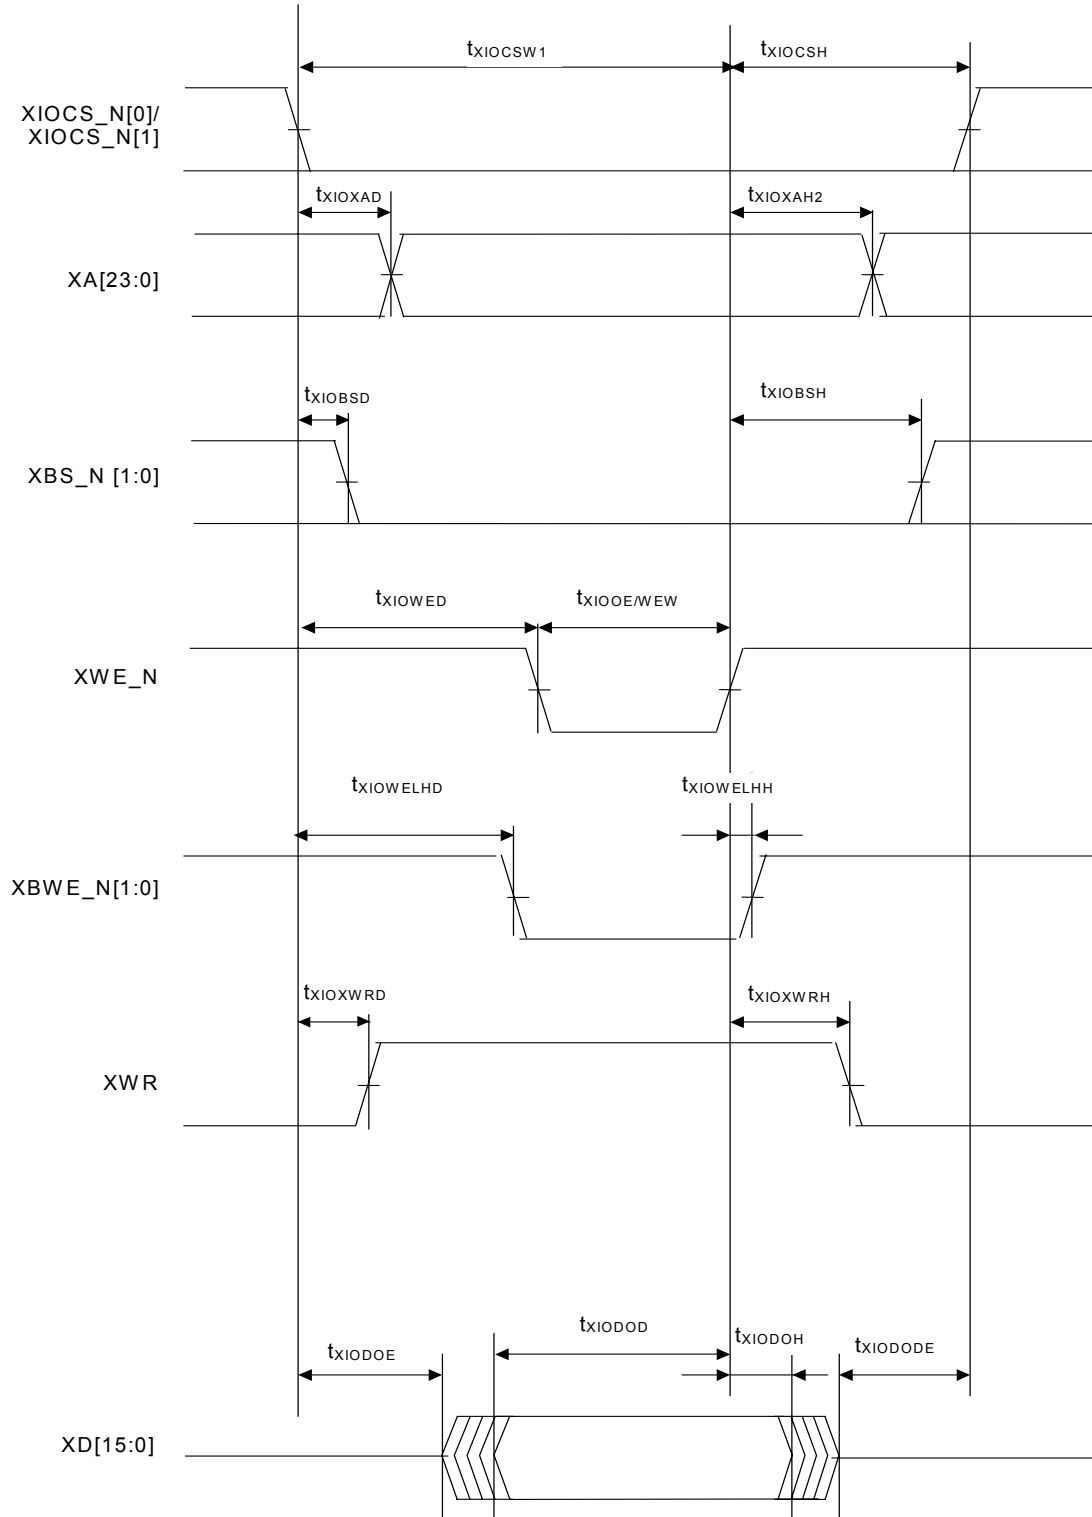 tXIOCSW1
tXIOCSH
XIOCS_N[0]/
XIOCS_N[1]
tXIOXAD
tXIOXAH2
XA[23:0]
tXIOBSD
tXIOBSH
XBS_N [1:0]
tXIOWED
tXIOOE/WEW
XWE_N
tXIOWELHD
tXIOWELHH
XBWE_N[1:0]
tXIOXWRD
tXIOXWRH
XWR
tXIODOE
tXIODOD
tXIODOH
tXIODODE
XD[15:0]